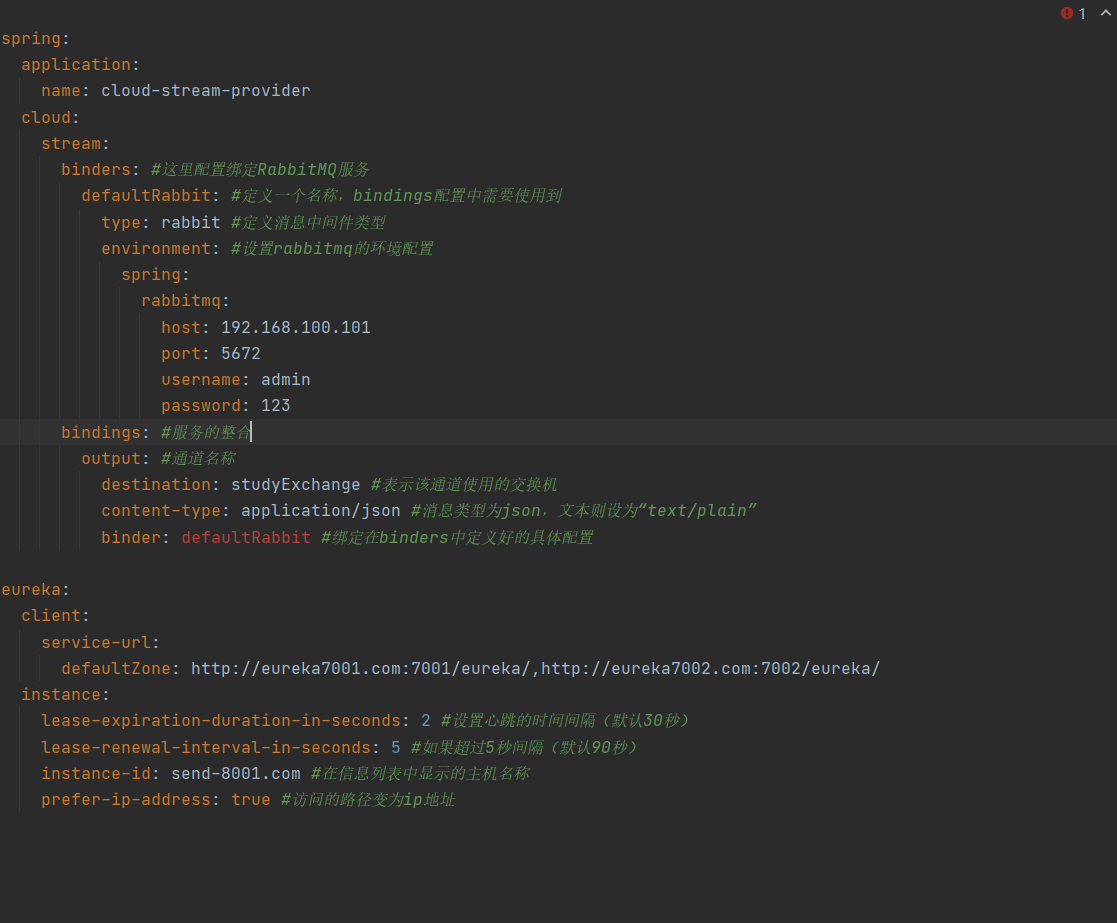 1
spring:
  application:
    name: cloud-stream-provider
  cloud:
    stream:
      binders: #这里配置绑定RabbitMQ服务
        defaultRabbit: #定义一个名称，bindings配置中需要使用到
          type: rabbit #定义消息中间件类型
          environment: #设置rabbitmq的环境配置
            spring:
              rabbitmq:
                host: 192.168.100.101
                port: 5672
                username: admin
                password: 123
      bindings: #服务的整合
        output: #通道名称
          destination: studyExchange #表示该通道使用的交换机
          content-type: application/json #消息类型为json，文本则设为“text/plain”
          binder: defaultRabbit #绑定在binders中定义好的具体配置

eureka:
  client:
    service-url:
      defaultZone: http://eureka7001.com:7001/eureka/,http://eureka7002.com:7002/eureka/
  instance:
    lease-expiration-duration-in-seconds: 2 #设置心跳的时间间隔（默认30秒）
    lease-renewal-interval-in-seconds: 5 #如果超过5秒间隔（默认90秒）
    instance-id: send-8001.com #在信息列表中显示的主机名称
    prefer-ip-address: true #访问的路径变为ip地址